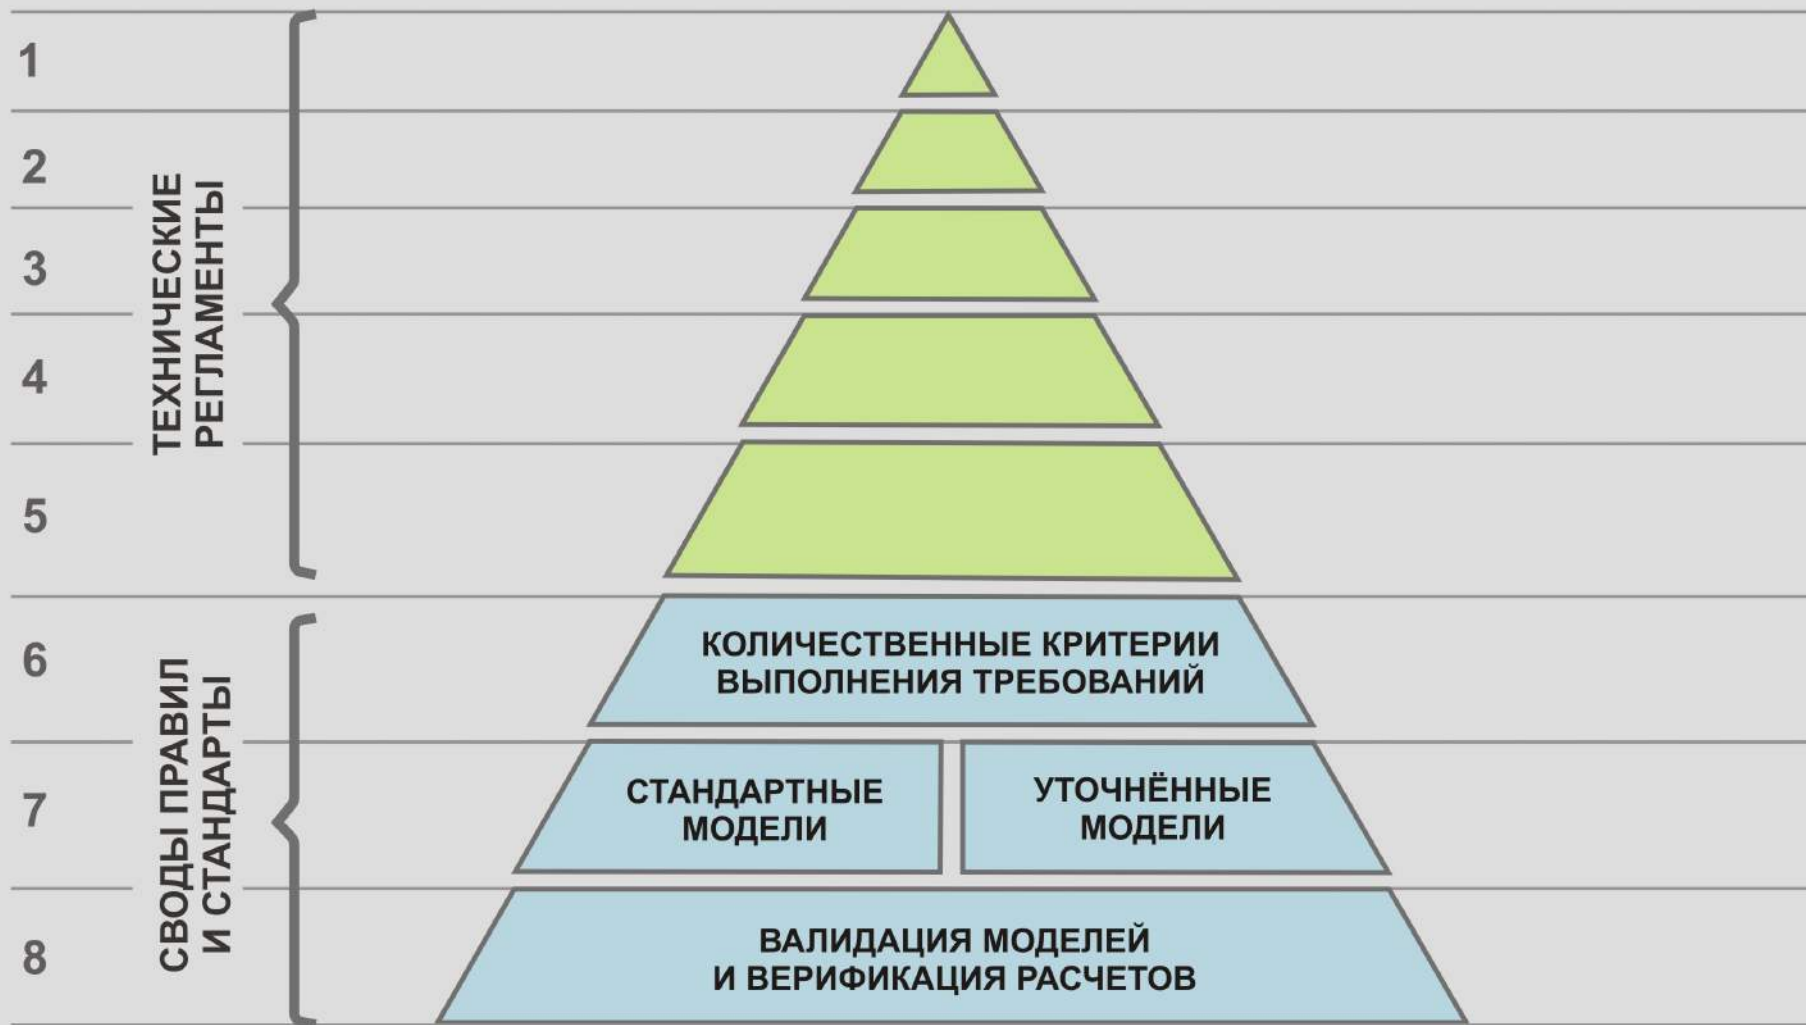 1
2
3
4
5
6
7
8
ТЕХНИЧЕСКИЕ
РЕГЛАМЕНТЫ
СВОДЫ ПРАВИЛ
И СТАНДАРТЫ
КОЛИЧЕСТВЕННЫЕ КРИТЕРИИ
ВЫПОЛНЕНИЯ ТРЕБОВАНИЙ
СТАНДАРТНЫЕ
МОДЕЛИ
УТОЧНЁННЫЕ
МОДЕЛИ
ВАЛИДАЦИЯ МОДЕЛЕЙ
И ВЕРИФИКАЦИЯ РАСЧЕТОВ